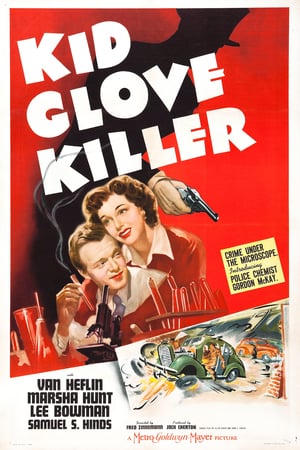 KID
GLOVE
KILLER
CRIME UNDER
THE MICROSCOPE.
Introducing
POLICE CHEMIST
GORDON McKAY.
with
VAN HEFLIN
MARSHA HUNT
LEE BOWMAN
SAMUEL S. HINDS
Directed by Produced by
FRED ZINNEMANN JACK CHERTOK
A Metro-Goldwyn-Mayer PICTURE